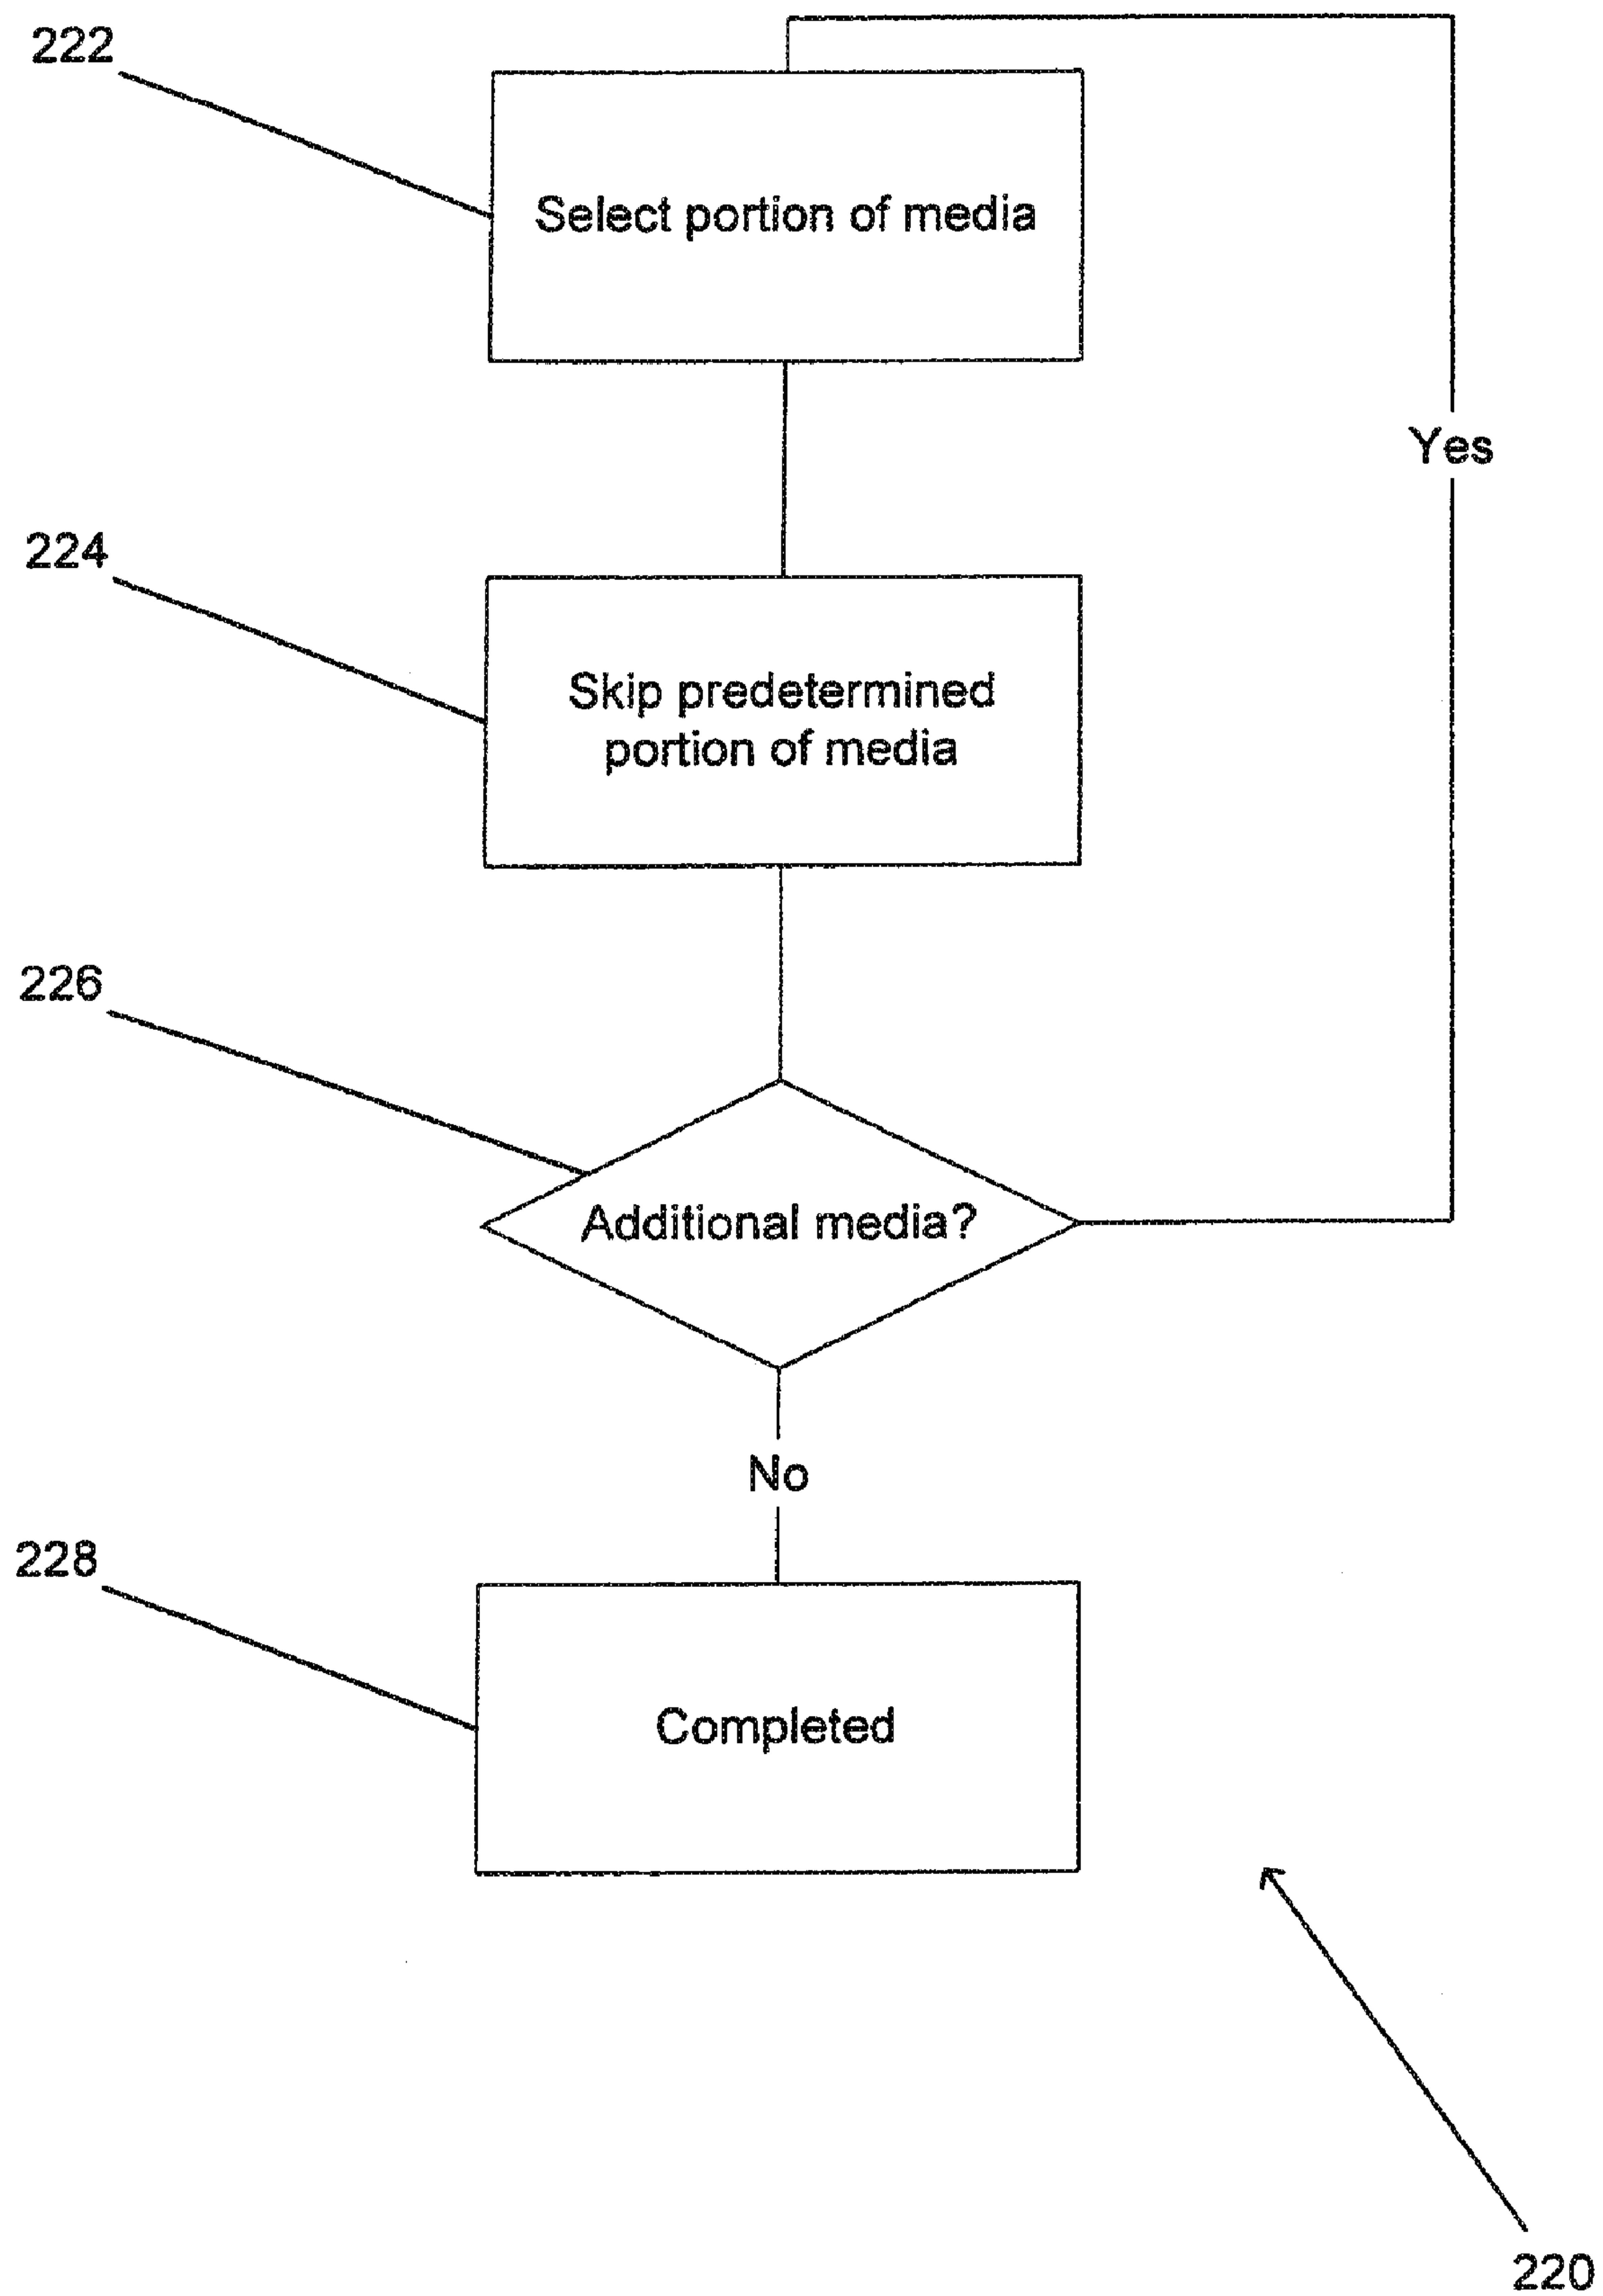 222
Select portion of media
Yes
224
Skip predetermined
portion of media
226
Additional media?
No
228
Completed
220